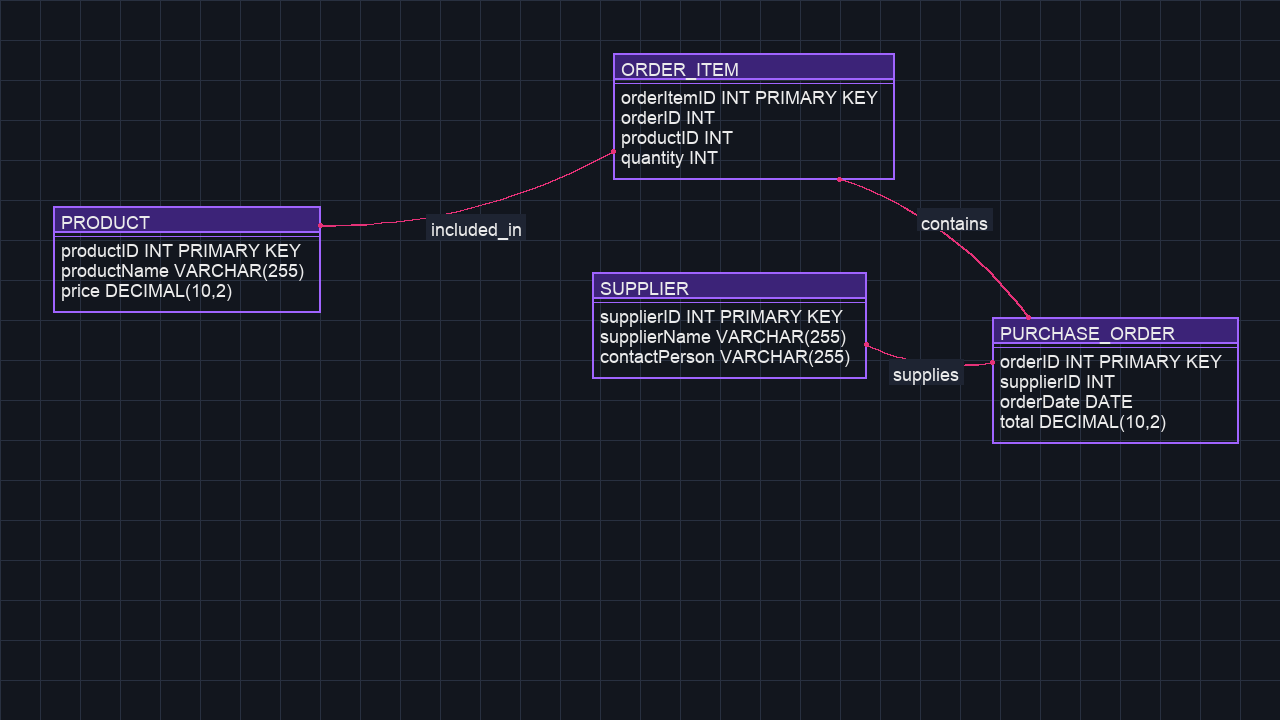 ORDER_ITEM
orderItemID INT PRIMARY KEY
orderID INT
productID INT
quantity INT
PRODUCT
productID INT PRIMARY KEY
productName VARCHAR(255)
price DECIMAL(10,2)
included_in
contains
SUPPLIER
supplierID INT PRIMARY KEY
supplierName VARCHAR(255)
contactPerson VARCHAR(255)
supplies
PURCHASE_ORDER
orderID INT PRIMARY KEY
supplierID INT
orderDate DATE
total DECIMAL(10,2)